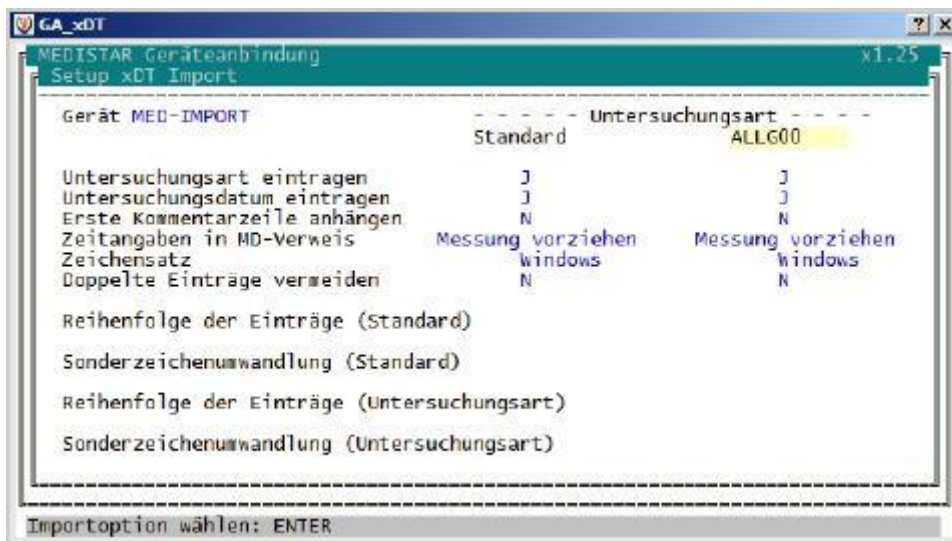 GA_xDT
MEDISTAR Geräteanbindung x1.25
Setup xDT Import
Gerät MED-IMPORT - - - - - Untersuchungsart - - - -
Standard ALLG00
Untersuchungsart eintragen J J
Untersuchungsdatum eintragen J J
Erste Kommentarzeile anhängen N N
Zeitangaben in MD-Verweis Messung vorziehen Messung vorziehen
Zeichensatz Windows Windows
Doppelte Einträge vermeiden N N
Reihenfolge der Einträge (Standard)
Sonderzeichenumwandlung (Standard)
Reihenfolge der Einträge (Untersuchungsart)
Sonderzeichenumwandlung (Untersuchungsart)
Importoption wählen: ENTER